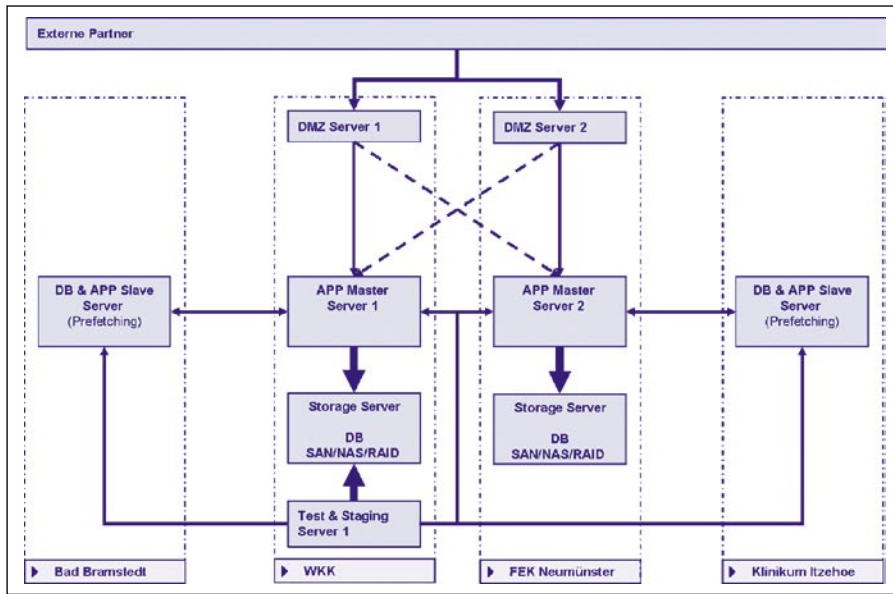 Externe Partner
DMZ Server 1
DMZ Server 2
DB & APP Slave
Server
(Prefetching)
APP Master
Server 1
APP Master
Server 2
DB & APP Slave
Server
(Prefetching)
Storage Server
DB
SAN/NAS/RAID
Storage Server
DB
SAN/NAS/RAID
Test & Staging
Server 1
Bad Bramstedt
WKK
FEK Neumünster
Klinikum Itzehoe